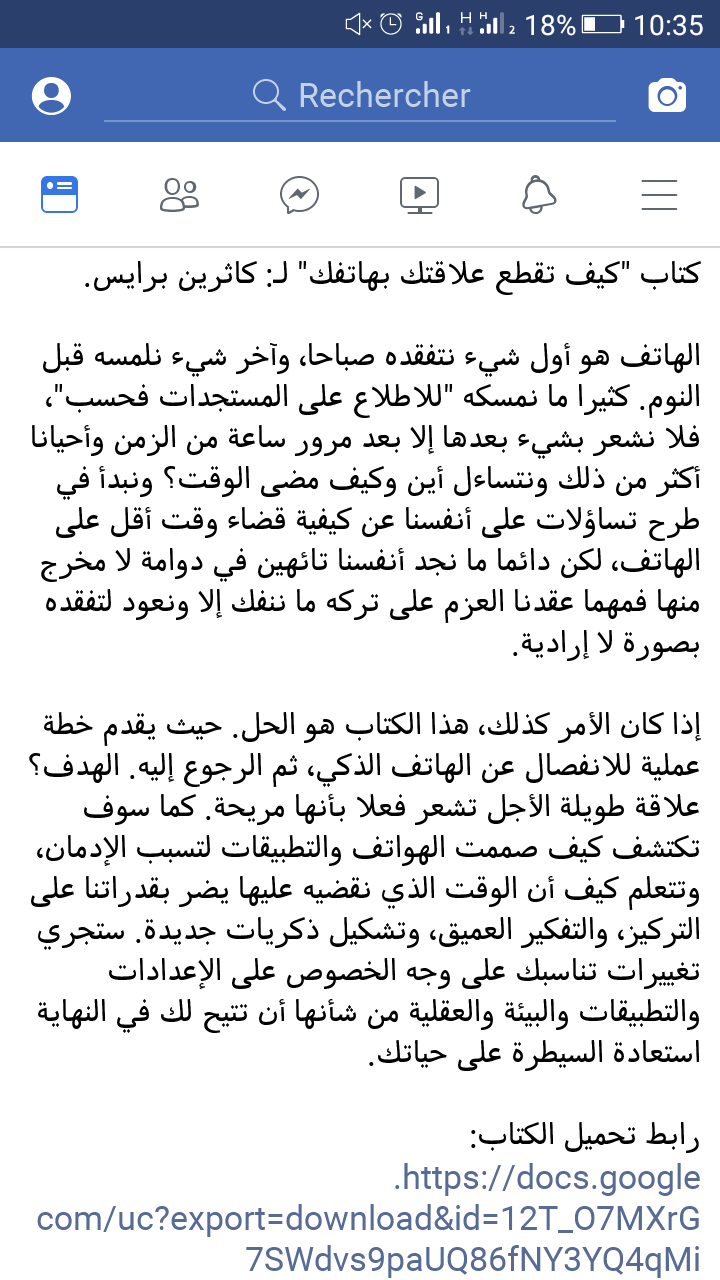 G 1 H H 2 18% 10:35
Rechercher
كتاب "كيف تقطع علاقتك بهاتفك" لـ: كاثرين برايس.
الهاتف هو أول شيء نتفقده صباحا، وآخر شيء نلمسه قبل
النوم. كثيرا ما نمسكه "للاطلاع على المستجدات فحسب"،
فلا نشعر بشيء بعدها إلا بعد مرور ساعة من الزمن وأحيانا
أكثر من ذلك ونتساءل أين وكيف مضى الوقت؟ ونبدأ في
طرح تساؤلات على أنفسنا عن كيفية قضاء وقت أقل على
الهاتف، لكن دائما ما نجد أنفسنا تائهين في دوامة لا مخرج
منها فمهما عقدنا العزم على تركه ما ننفك إلا ونعود لتفقده
بصورة لا إرادية.
إذا كان الأمر كذلك، هذا الكتاب هو الحل. حيث يقدم خطة
عملية للانفصال عن الهاتف الذكي، ثم الرجوع إليه. الهدف؟
علاقة طويلة الأجل تشعر فعلا بأنها مريحة. كما سوف
تكتشف كيف صممت الهواتف والتطبيقات لتسبب الإدمان،
وتتعلم كيف أن الوقت الذي نقضيه عليها يضر بقدراتنا على
التركيز، والتفكير العميق، وتشكيل ذكريات جديدة. ستجري
تغييرات تناسبك على وجه الخصوص على الإعدادات
والتطبيقات والبيئة والعقلية من شأنها أن تتيح لك في النهاية
استعادة السيطرة على حياتك.
رابط تحميل الكتاب:
https://docs.google.
com/uc?export=download&id=12T_O7MXrG
7SWdvs9paUQ86fNY3YQ4qMi